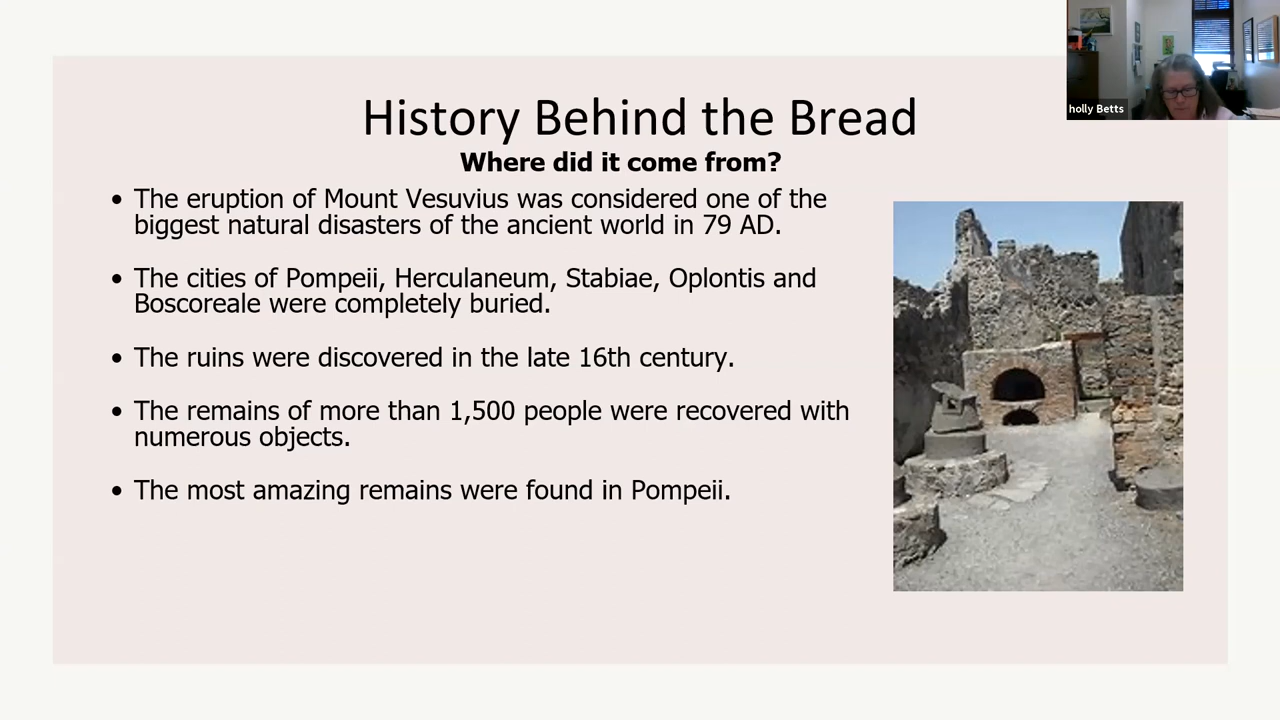 holly Betts
History Behind the Bread
Where did it come from?
• The eruption of Mount Vesuvius was considered one of the
biggest natural disasters of the ancient world in 79 AD.
• The cities of Pompeii, Herculaneum, Stabiae, Oplontis and
Boscoreale were completely buried.
• The ruins were discovered in the late 16th century.
• The remains of more than 1,500 people were recovered with
numerous objects.
• The most amazing remains were found in Pompeii.